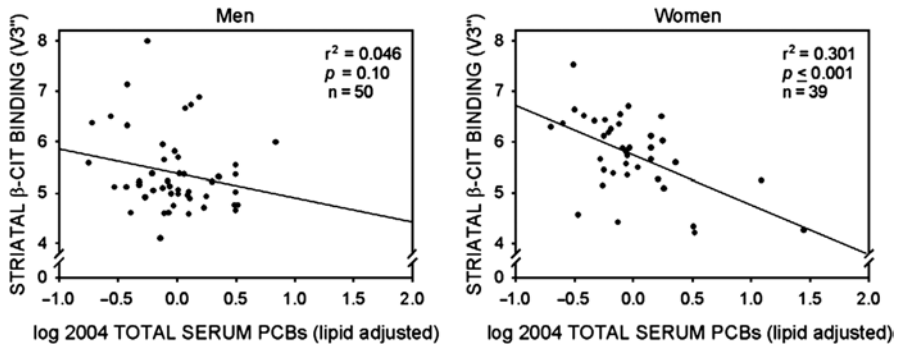 Men
STRIATAL β-CIT BINDING (V3")
8
7
6
5
4
0
r² = 0.046
p = 0.10
n = 50
−1.0 −0.5 0.0 0.5 1.0 1.5 2.0
log 2004 TOTAL SERUM PCBs (lipid adjusted)
Women
STRIATAL β-CIT BINDING (V3")
8
7
6
5
4
0
r² = 0.301
p ≤ 0.001
n = 39
−1.0 −0.5 0.0 0.5 1.0 1.5 2.0
log 2004 TOTAL SERUM PCBs (lipid adjusted)